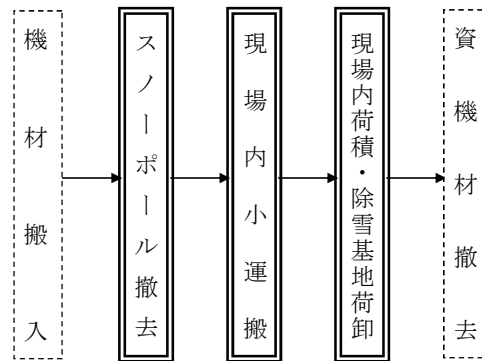 機材搬入
スノーポール撤去
現場内小運搬
現場内荷積・除雪基地荷卸
資機材撤去